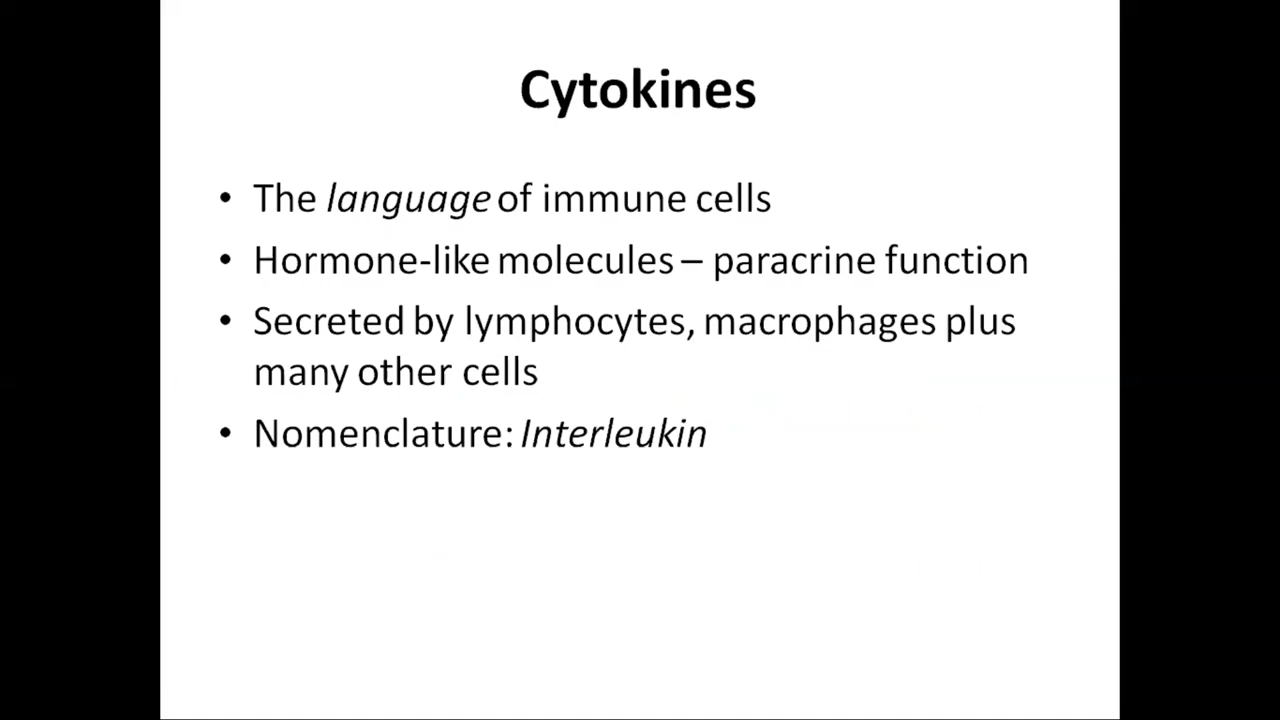 Cytokines
• The language of immune cells
• Hormone-like molecules – paracrine function
• Secreted by lymphocytes, macrophages plus
many other cells
• Nomenclature: Interleukin